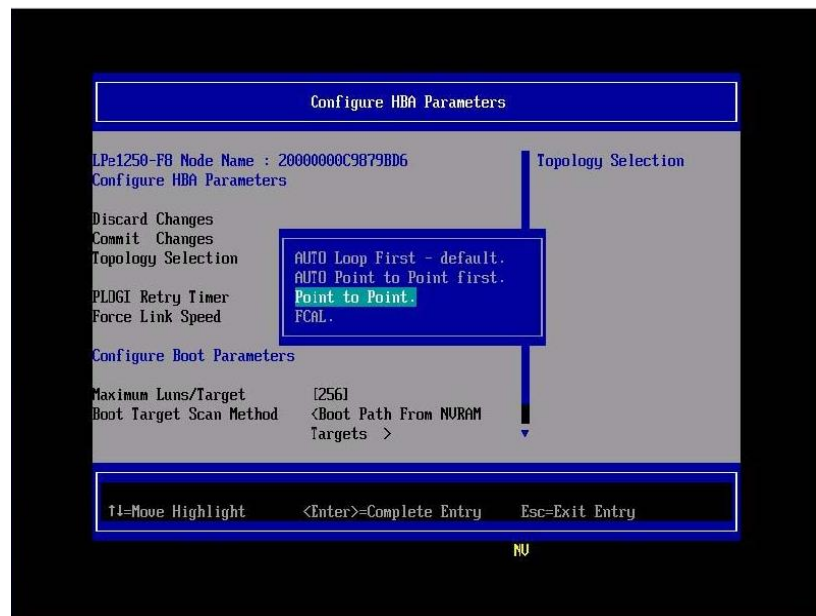 Configure HBA Parameters
LPe1250-F8 Node Name : 20000000C9879BD6
Configure HBA Parameters
Discard Changes
Commit Changes
Topology Selection
PLOGI Retry Timer
Force Link Speed
Configure Boot Parameters
Maximum Luns/Target [256]
Boot Target Scan Method <Boot Path From NVRAM
Targets >
AUTO Loop First - default.
AUTO Point to Point first.
Point to Point.
FCAL.
Topology Selection
↑↓=Move Highlight <Enter>=Complete Entry Esc=Exit Entry
NV